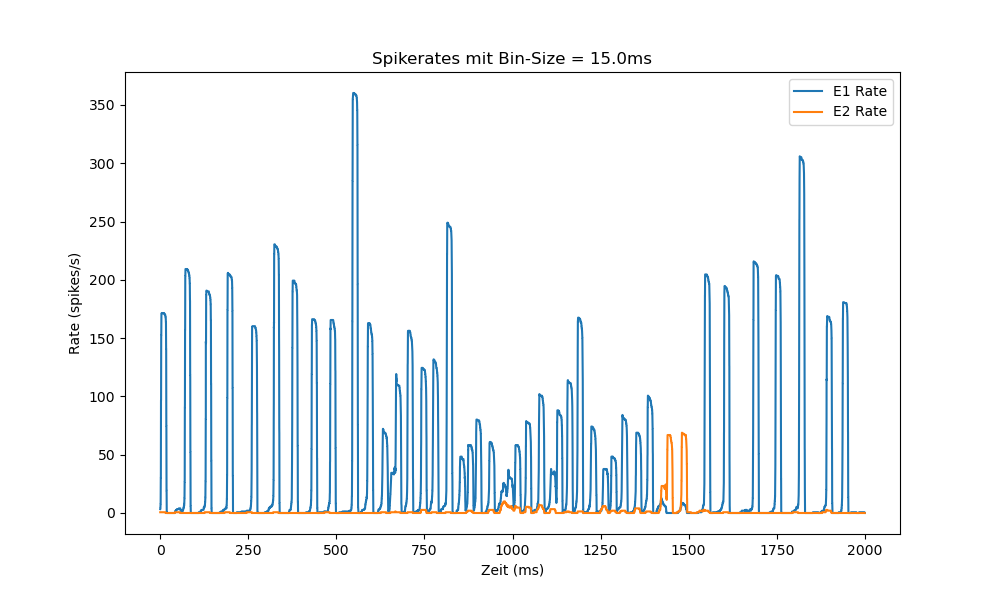 Spikerates mit Bin-Size = 15.0ms
E1 Rate
E2 Rate
Rate (spikes/s)
350
300
250
200
150
100
50
0
0 250 500 750 1000 1250 1500 1750 2000
Zeit (ms)